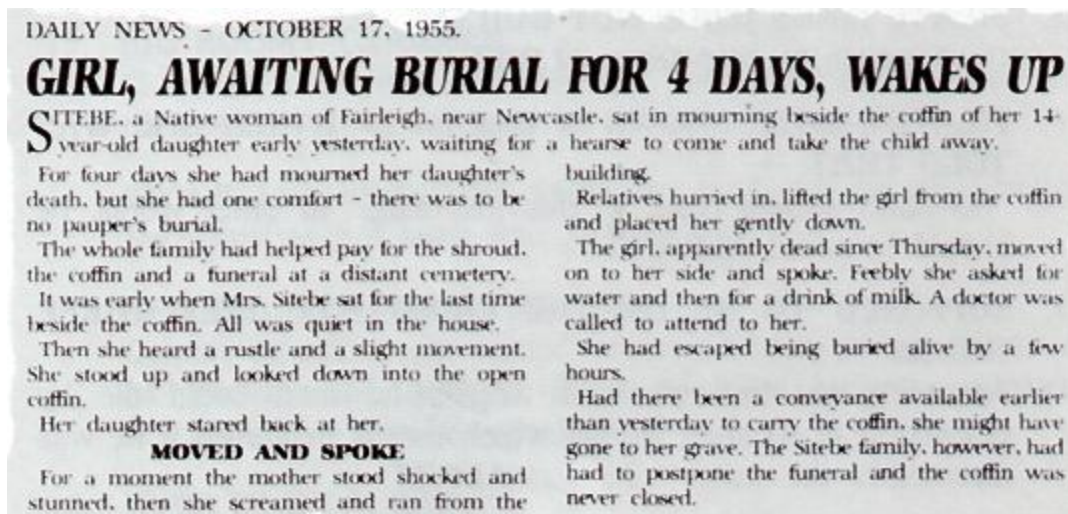 DAILY NEWS - OCTOBER 17, 1955.
GIRL, AWAITING BURIAL FOR 4 DAYS, WAKES UP
SITEBE, a Native woman of Fairleigh, near Newcastle, sat in mourning beside the coffin of her 14-
year-old daughter early yesterday, waiting for a hearse to come and take the child away.
For four days she had mourned her daughter's
death, but she had one comfort - there was to be
no pauper's burial.
The whole family had helped pay for the shroud,
the coffin and a funeral at a distant cemetery.
It was early when Mrs. Sitebe sat for the last time
beside the coffin. All was quiet in the house.
Then she heard a rustle and a slight movement.
She stood up and looked down into the open
coffin.
Her daughter stared back at her.
MOVED AND SPOKE
For a moment the mother stood shocked and
stunned, then she screamed and ran from the
building.
Relatives hurried in, lifted the girl from the coffin
and placed her gently down.
The girl, apparently dead since Thursday, moved
on to her side and spoke. Feebly she asked for
water and then for a drink of milk. A doctor was
called to attend to her.
She had escaped being buried alive by a few
hours.
Had there been a conveyance available earlier
than yesterday to carry the coffin, she might have
gone to her grave. The Sitebe family, however, had
had to postpone the funeral and the coffin was
never closed.